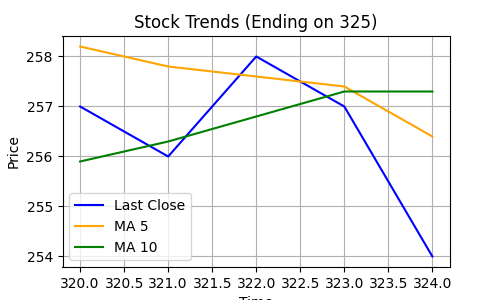 Stock Trends (Ending on 325)
258
257
256
255
254
Price
Last Close
MA 5
MA 10
320.0 320.5 321.0 321.5 322.0 322.5 323.0 323.5 324.0
Time